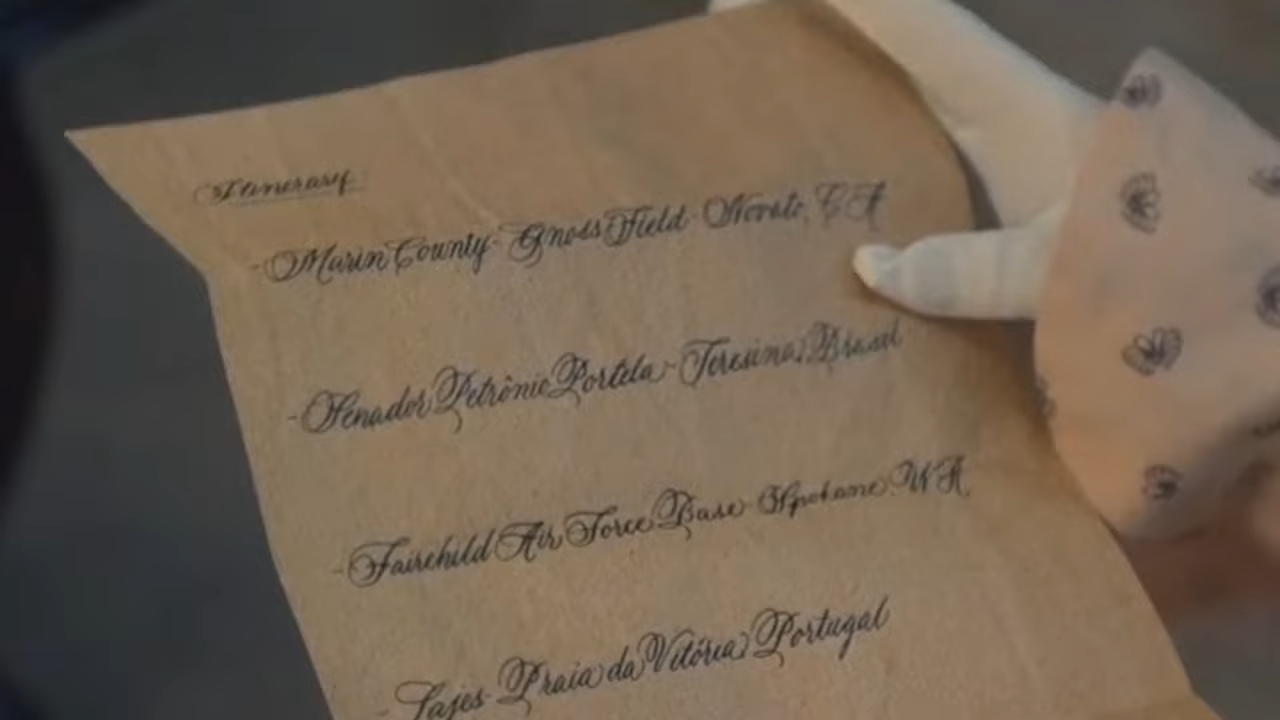 Itinerary
- Marin County - Gnoss Field - Novato, CA
- Senador Petrônio Portela - Teresina, Brasil
- Fairchild Air Force Base - Spokane, WA
- Lajes - Praia da Vitória, Portugal